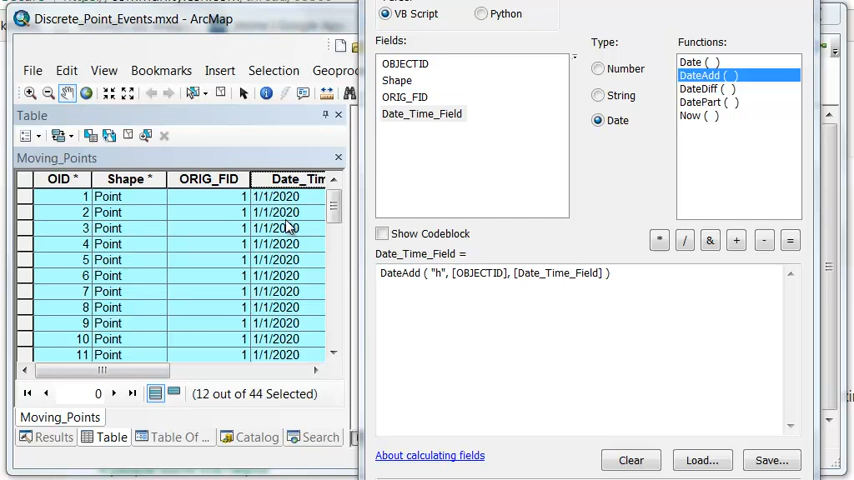 Discrete_Point_Events.mxd - ArcMap
File Edit View Bookmarks Insert Selection Geoproc
Table
Moving_Points
OID * Shape * ORIG_FID Date_Tim
1 Point 1 1/1/2020
2 Point 1 1/1/2020
3 Point 1 1/1/2020
4 Point 1 1/1/2020
5 Point 1 1/1/2020
6 Point 1 1/1/2020
7 Point 1 1/1/2020
8 Point 1 1/1/2020
9 Point 1 1/1/2020
10 Point 1 1/1/2020
11 Point 1 1/1/2020
0 (12 out of 44 Selected)
Moving_Points
Results Table Table Of ... Catalog Search
VB Script Python
Fields: Type: Functions:
OBJECTID
Shape
ORIG_FID
Date_Time_Field
Number
String
Date
Date ( )
DateAdd ( )
DateDiff ( )
DatePart ( )
Now ( )
Show Codeblock
* / & + - =
Date_Time_Field =
DateAdd ( "h", [OBJECTID], [Date_Time_Field] )
About calculating fields
Clear Load... Save...